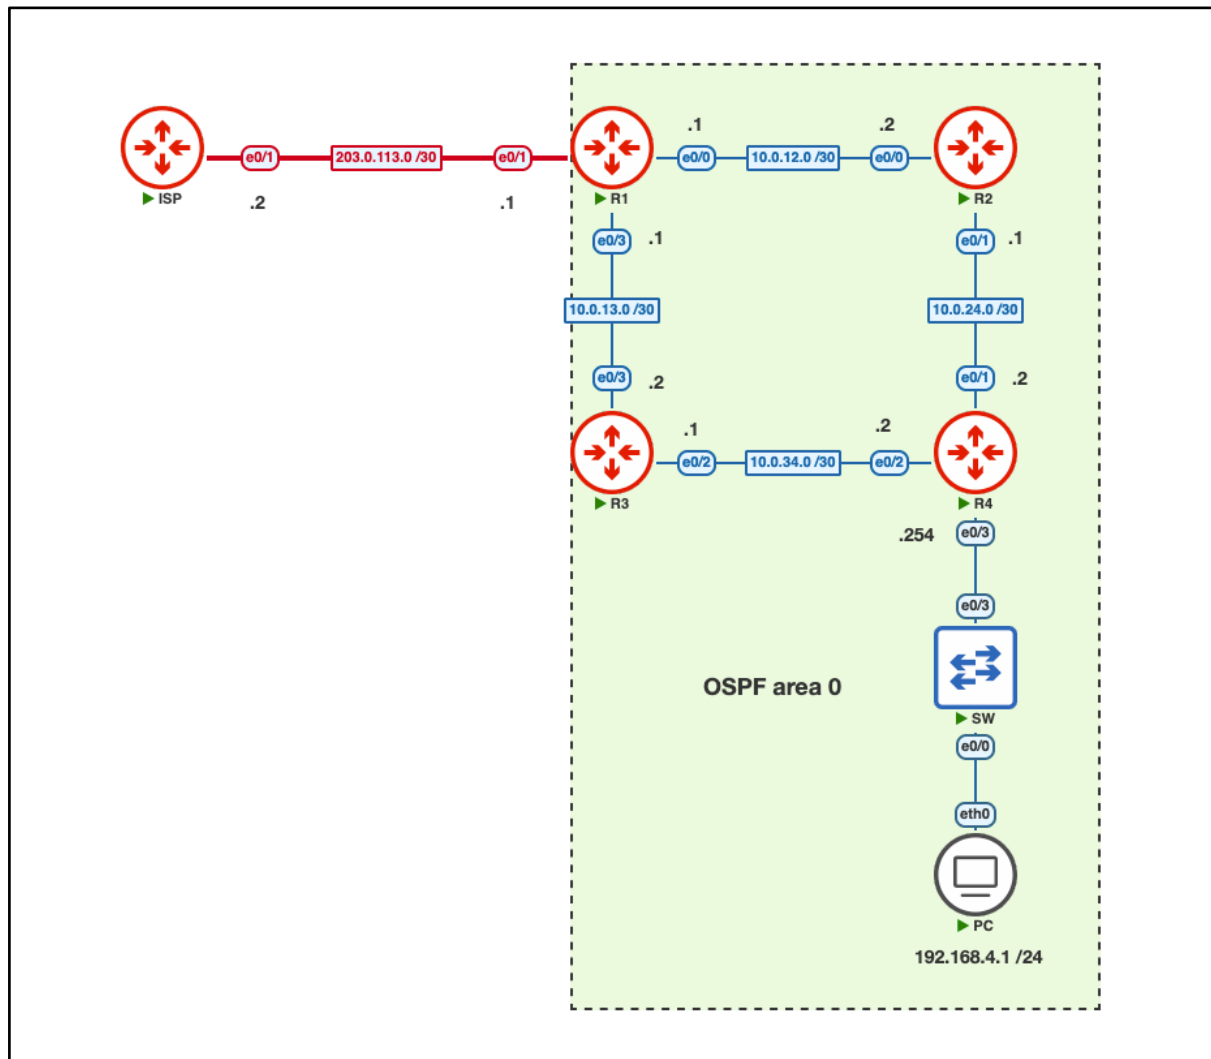 .1
.2
e0/1
203.0.113.0 /30
e0/1
e0/0
10.0.12.0 /30
e0/0
ISP
.2
.1
R1
R2
e0/3
.1
e0/1
.1
10.0.13.0 /30
10.0.24.0 /30
e0/3
.2
e0/1
.2
.1
.2
e0/2
10.0.34.0 /30
e0/2
R3
R4
.254
e0/3
e0/3
OSPF area 0
SW
e0/0
eth0
PC
192.168.4.1 /24